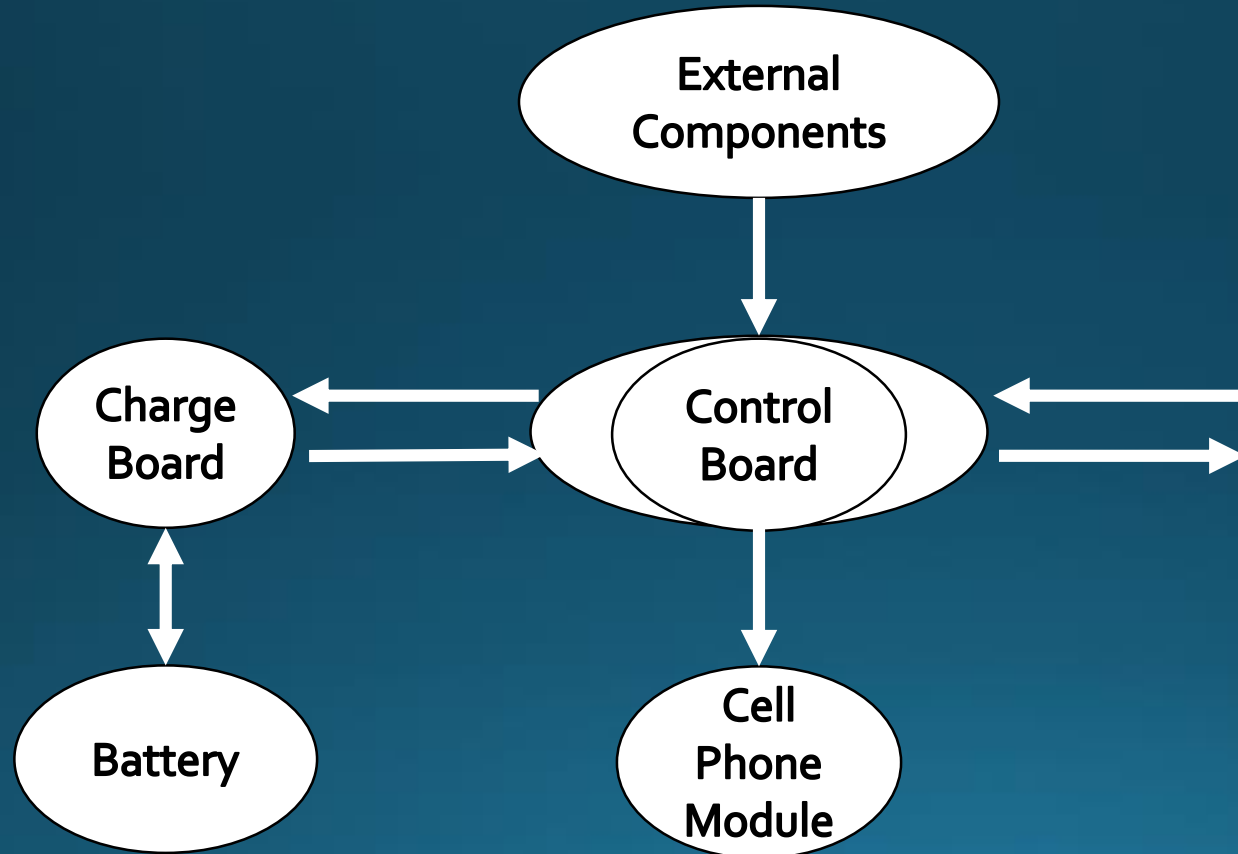 External
Components
Charge
Board
Control
Board
Battery
Cell
Phone
Module